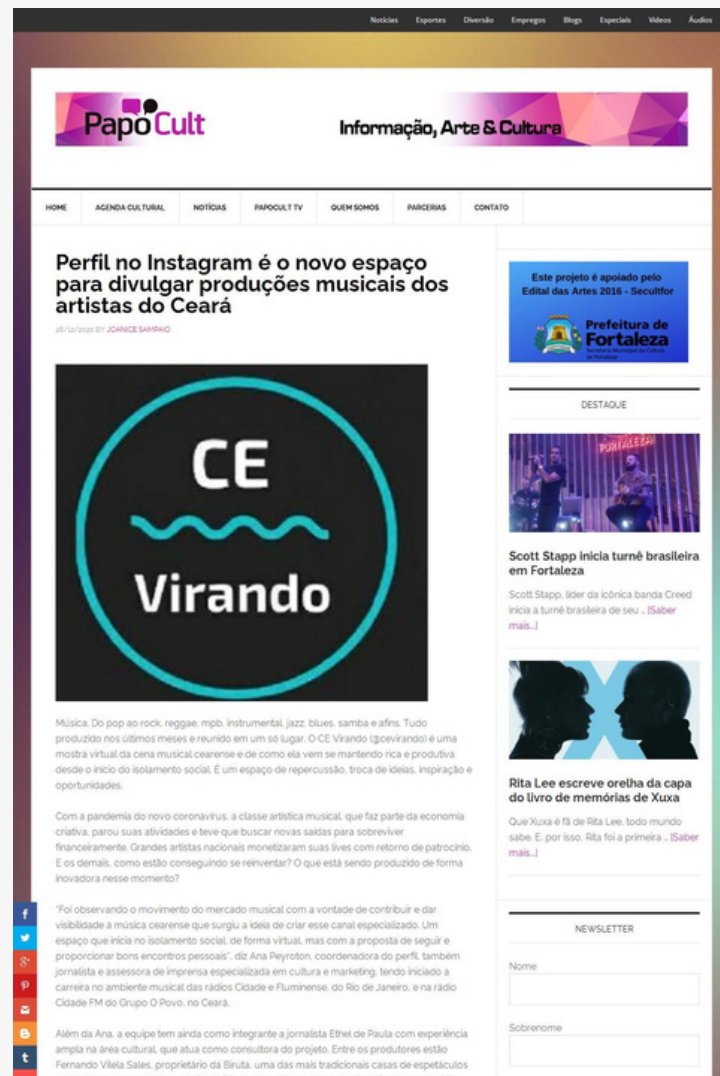 Notícias Esportes Diversão Empregos Blogs Especiais Vídeos Áudios
PapoCult
Informação, Arte & Cultura
HOME AGENDA CULTURAL NOTÍCIAS PAPOCULT TV QUEM SOMOS PARCERIAS CONTATO
Perfil no Instagram é o novo espaço
para divulgar produções musicais dos
artistas do Ceará
BY JOANICE SAMPAIO
CE
Virando
Música. Do pop ao rock, reggae, mpb, instrumental, jazz, blues, samba e afins. Tudo
produzido nos últimos meses e reunido em um só lugar. O CE Virando (@cevirando) é uma
mostra virtual da cena musical cearense e de como ela vem se mantendo rica e produtiva
desde o início do isolamento social. É um espaço de repercussão, troca de ideias, inspiração e
oportunidades.
Com a pandemia do novo coronavírus, a classe artística musical, que faz parte da economia
criativa, parou suas atividades e teve que buscar novas saídas para sobreviver
financeiramente. Grandes artistas nacionais monetizaram suas lives com retorno de patrocínio.
E os demais, como estão conseguindo se reinventar? O que está sendo produzido de forma
inovadora nesse momento?
“Foi observando o movimento do mercado musical com a vontade de contribuir e dar
visibilidade à música cearense que surgiu a ideia de criar esse canal especializado. Um
espaço que inicia no isolamento social, de forma virtual, mas com a proposta de seguir e
proporcionar bons encontros pessoais”, diz Ana Peyroton, coordenadora do perfil, também
jornalista e assessora de imprensa especializada em cultura e marketing, tendo iniciado a
carreira no ambiente musical das rádios Cidade e Fluminense, do Rio de Janeiro, e na rádio
Cidade FM do Grupo O Povo, no Ceará.
Além da Ana, a equipe tem ainda como integrante a jornalista Ethel de Paula com experiência
ampla na área cultural, que atua como consultora do projeto. Entre os produtores estão
Fernando Vilela Sales, proprietário da Biruta, uma das mais tradicionais casas de espetáculos
Este projeto é apoiado pelo
Edital das Artes 2016 - Secultfor
Prefeitura de
Fortaleza
Secretaria Municipal da Cultura
de Fortaleza
DESTAQUE
Scott Stapp inicia turnê brasileira
em Fortaleza
Scott Stapp, líder da icônica banda Creed
inicia a turnê brasileira de seu … [Saber
mais...]
Rita Lee escreve orelha da capa
do livro de memórias de Xuxa
Que Xuxa é fã de Rita Lee, todo mundo
sabe. E, por isso, Rita foi a primeira … [Saber
mais...]
NEWSLETTER
Nome
Sobrenome